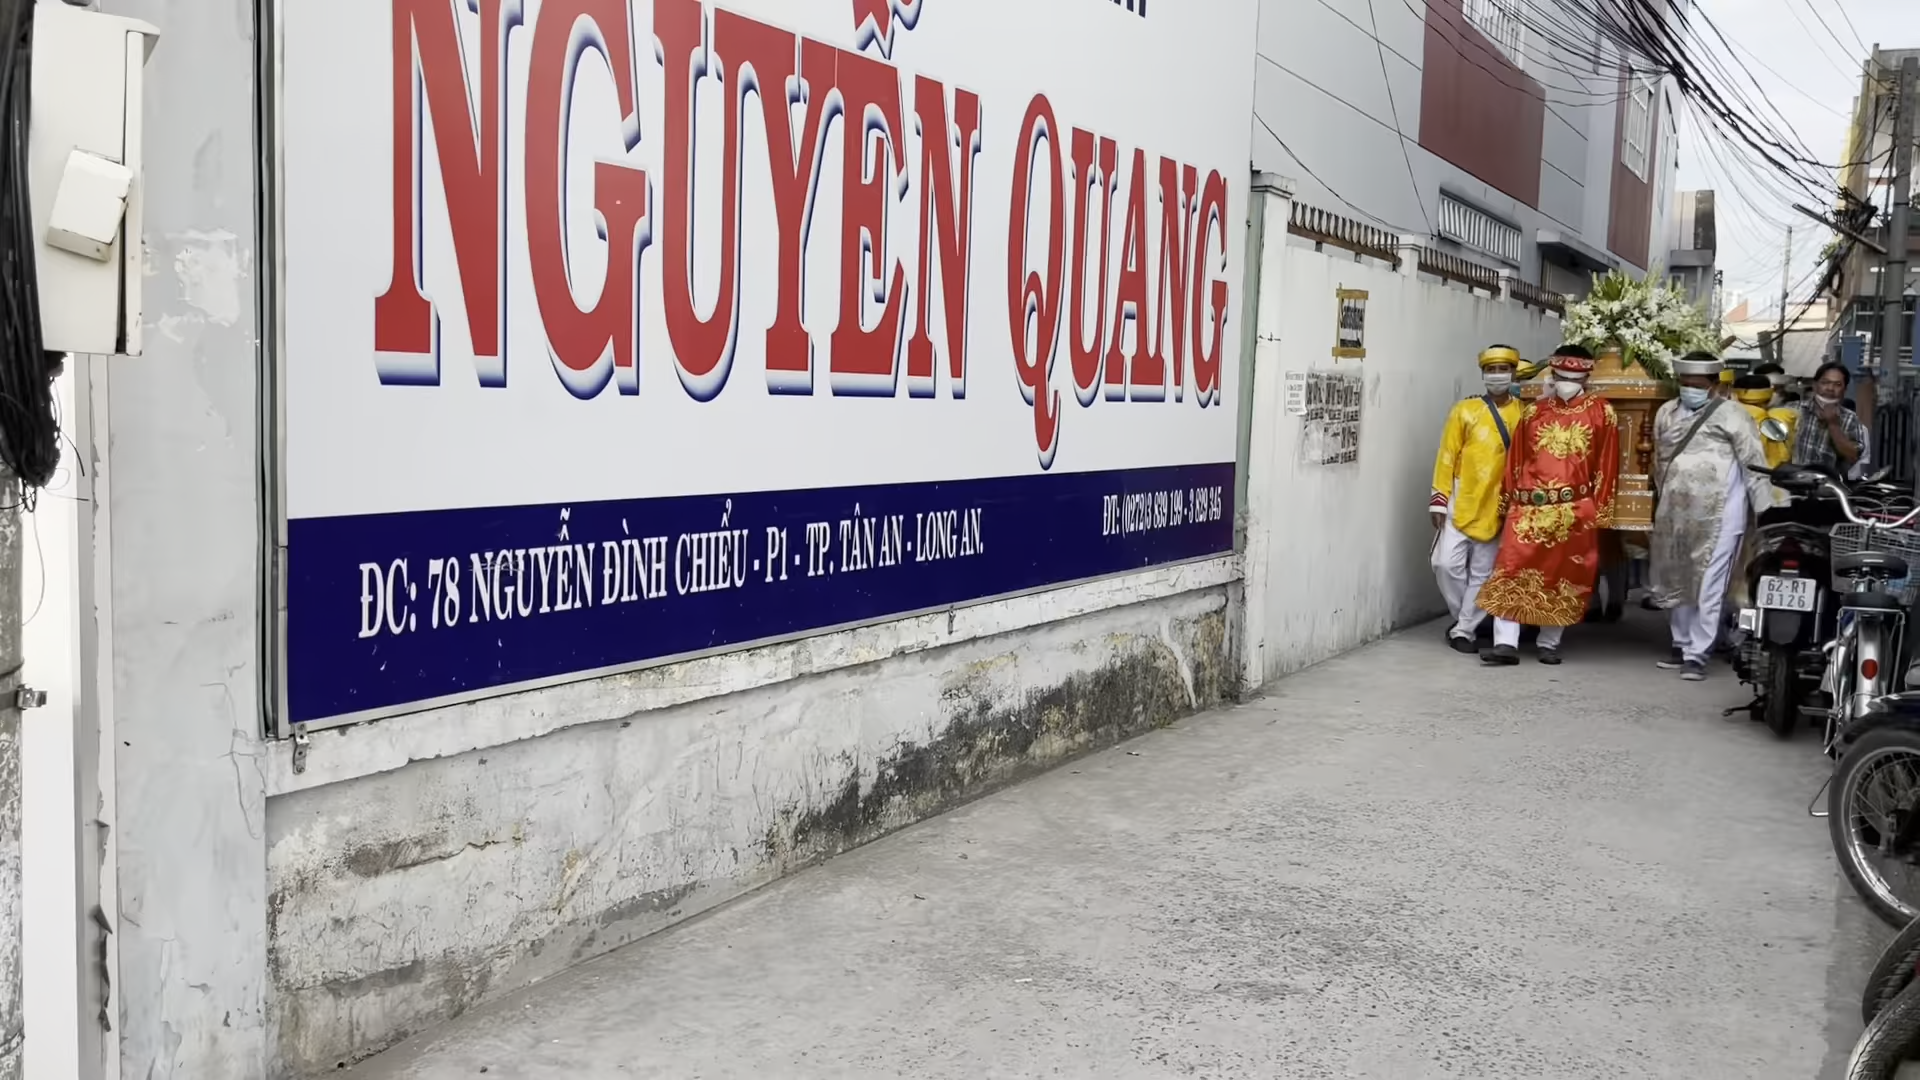 NGUYỄN QUANG
ĐC: 78 NGUYỄN ĐÌNH CHIỂU - P1 - TP. TÂN AN - LONG AN.
ĐT: (0272)3 839 199 - 3 829 345
62-R1
8126